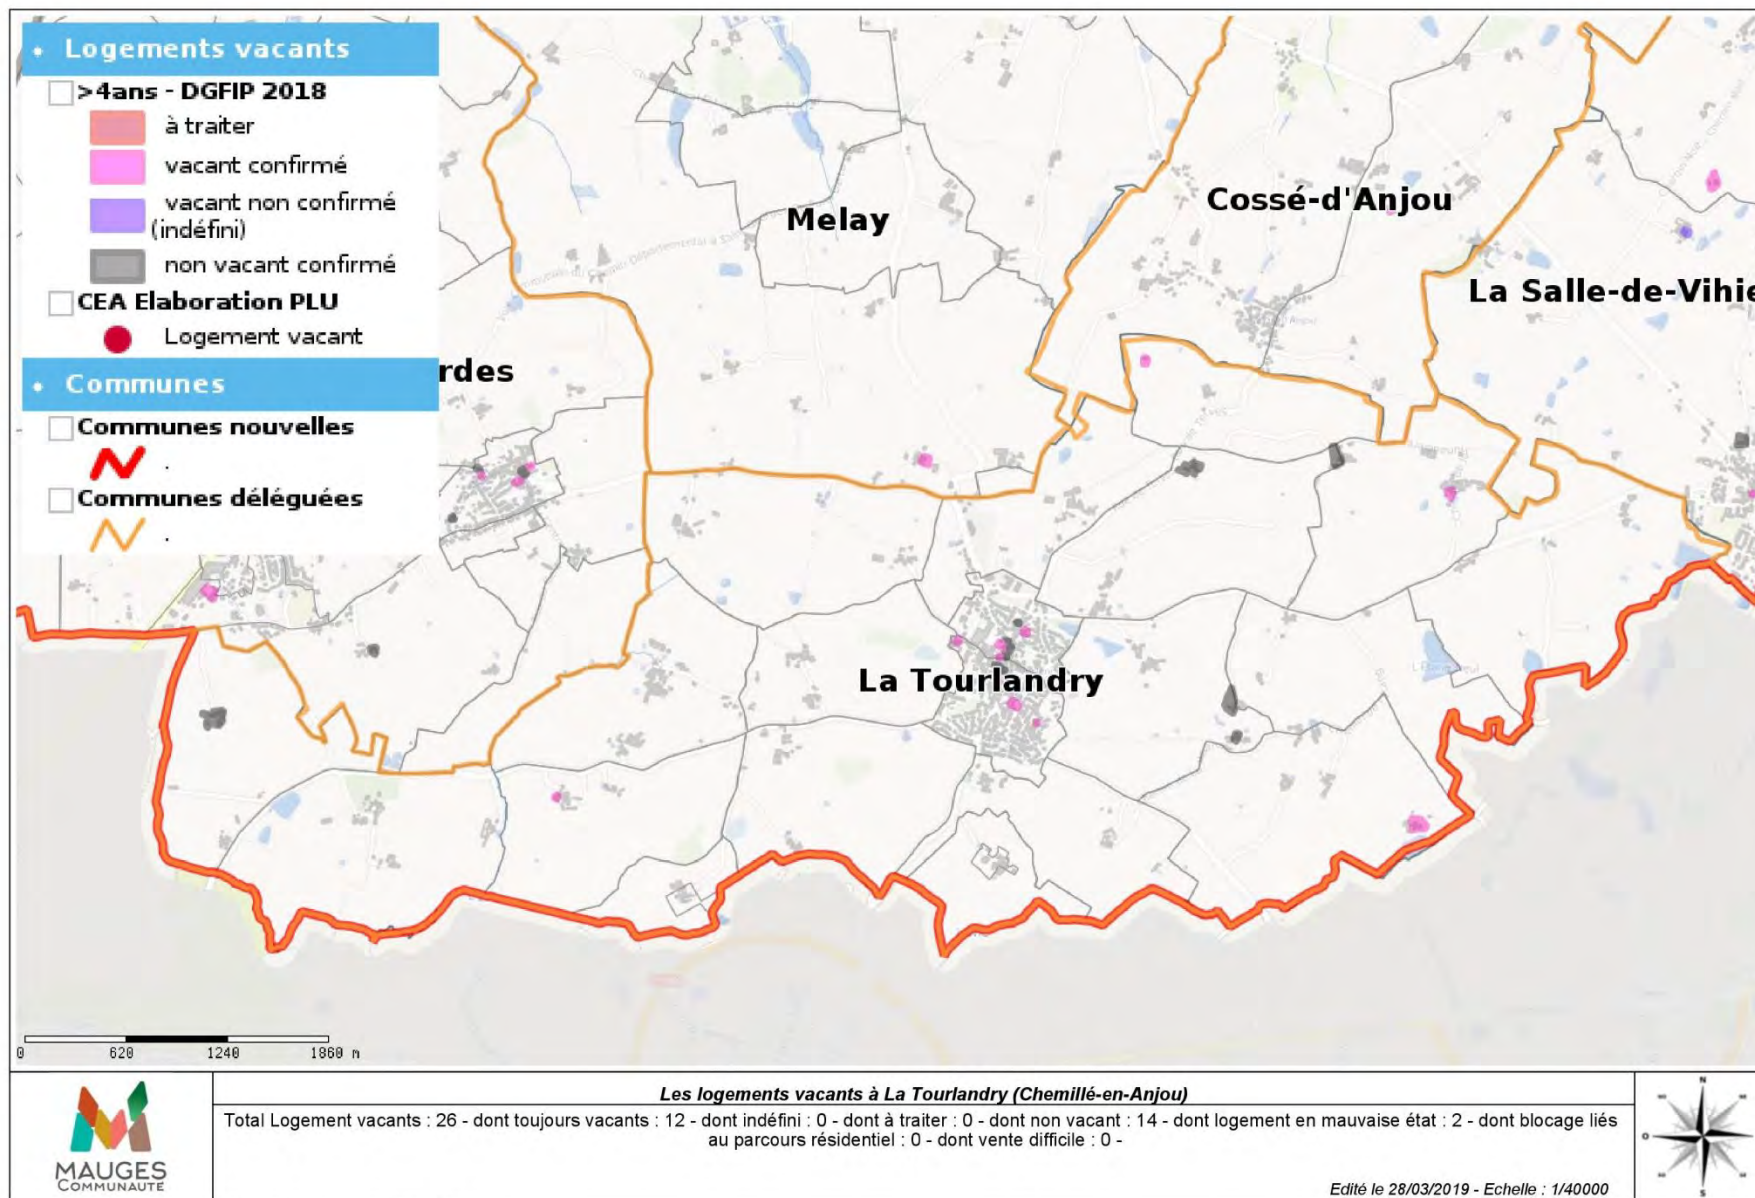 Logements vacants
>4ans - DGFIP 2018
à traiter
vacant confirmé
vacant non confirmé
(indéfini)
non vacant confirmé
CEA Elaboration PLU
Logement vacant
Communes
Communes nouvelles
.
Communes déléguées
.
Melay
Cossé-d'Anjou
La Salle-de-Vihie
rdes
La Tourlandry
0 620 1240 1860 m
MAUGES
COMMUNAUTÉ
Les logements vacants à La Tourlandry (Chemillé-en-Anjou)
Total Logement vacants : 26 - dont toujours vacants : 12 - dont indéfini : 0 - dont à traiter : 0 - dont non vacant : 14 - dont logement en mauvaise état : 2 - dont blocage liés
au parcours résidentiel : 0 - dont vente difficile : 0 -
Edité le 28/03/2019 - Echelle : 1/40000
N
O
S